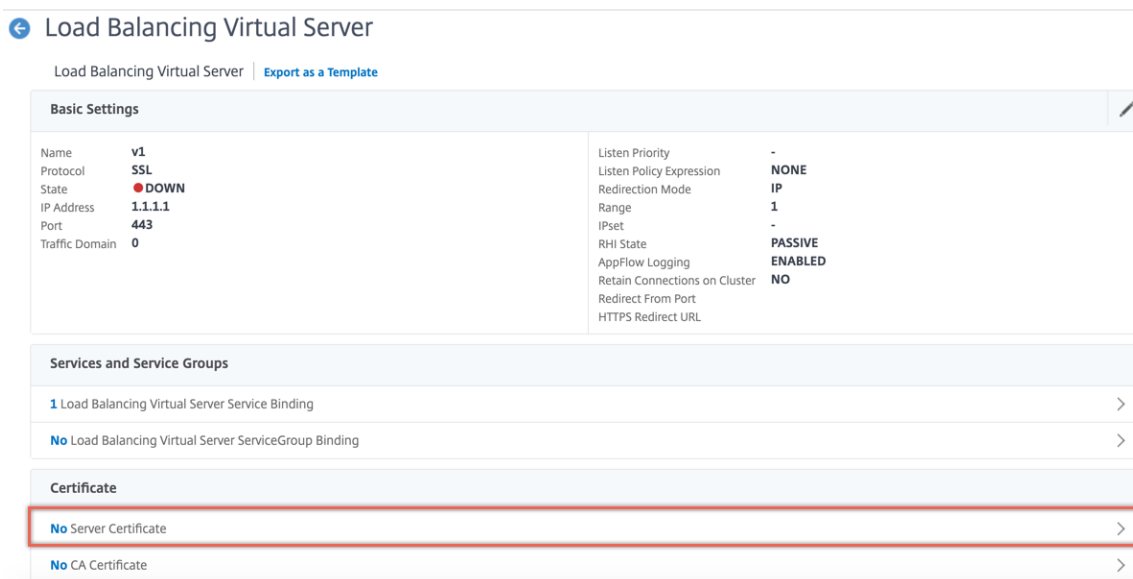 Load Balancing Virtual Server
Load Balancing Virtual Server Export as a Template
Basic Settings
Name v1
Protocol SSL
State DOWN
IP Address 1.1.1.1
Port 443
Traffic Domain 0
Listen Priority -
Listen Policy Expression NONE
Redirection Mode IP
Range 1
IPset -
RHI State PASSIVE
AppFlow Logging ENABLED
Retain Connections on Cluster NO
Redirect From Port
HTTPS Redirect URL
Services and Service Groups
1 Load Balancing Virtual Server Service Binding
No Load Balancing Virtual Server ServiceGroup Binding
Certificate
No Server Certificate
No CA Certificate